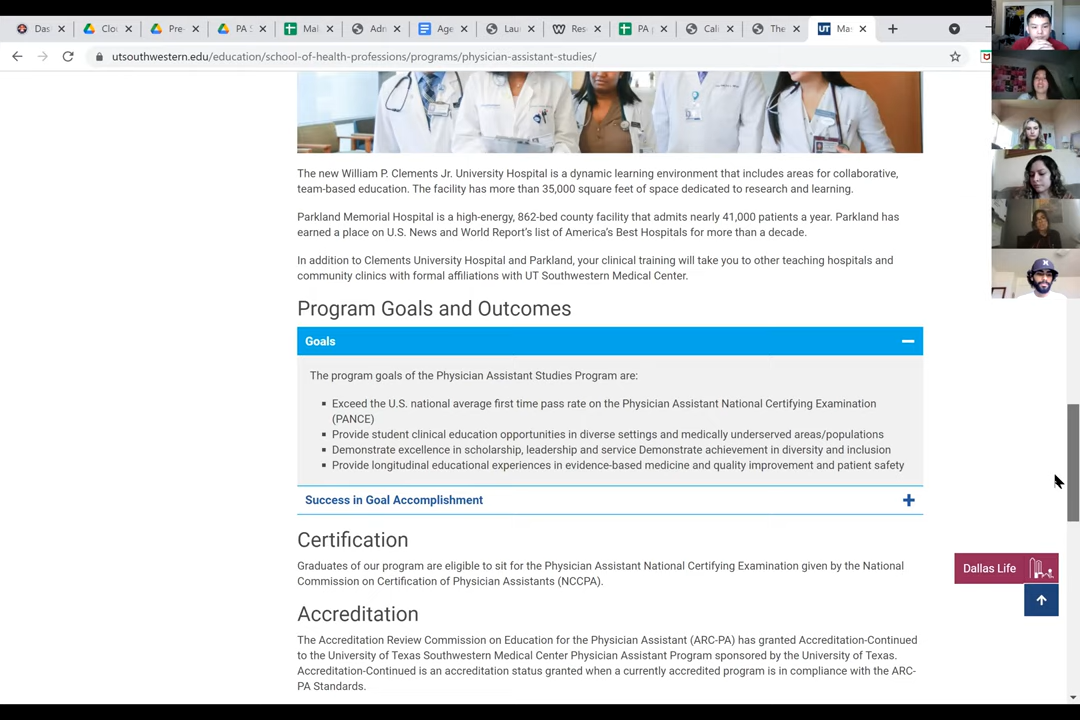 Das
Clo
Pre-
PA S
Mal
Adn
Age
Lau
Res
PA p
Cali
The
UT Mas
utsouthwestern.edu/education/school-of-health-professions/programs/physician-assistant-studies/
The new William P. Clements Jr. University Hospital is a dynamic learning environment that includes areas for collaborative,
team-based education. The facility has more than 35,000 square feet of space dedicated to research and learning.
Parkland Memorial Hospital is a high-energy, 862-bed county facility that admits nearly 41,000 patients a year. Parkland has
earned a place on U.S. News and World Report's list of America's Best Hospitals for more than a decade.
In addition to Clements University Hospital and Parkland, your clinical training will take you to other teaching hospitals and
community clinics with formal affiliations with UT Southwestern Medical Center.
Program Goals and Outcomes
Goals
The program goals of the Physician Assistant Studies Program are:
Exceed the U.S. national average first time pass rate on the Physician Assistant National Certifying Examination
(PANCE)
Provide student clinical education opportunities in diverse settings and medically underserved areas/populations
Demonstrate excellence in scholarship, leadership and service Demonstrate achievement in diversity and inclusion
Provide longitudinal educational experiences in evidence-based medicine and quality improvement and patient safety
Success in Goal Accomplishment
Certification
Graduates of our program are eligible to sit for the Physician Assistant National Certifying Examination given by the National
Commission on Certification of Physician Assistants (NCCPA).
Dallas Life
Accreditation
The Accreditation Review Commission on Education for the Physician Assistant (ARC-PA) has granted Accreditation-Continued
to the University of Texas Southwestern Medical Center Physician Assistant Program sponsored by the University of Texas.
Accreditation-Continued is an accreditation status granted when a currently accredited program is in compliance with the ARC-
PA Standards.